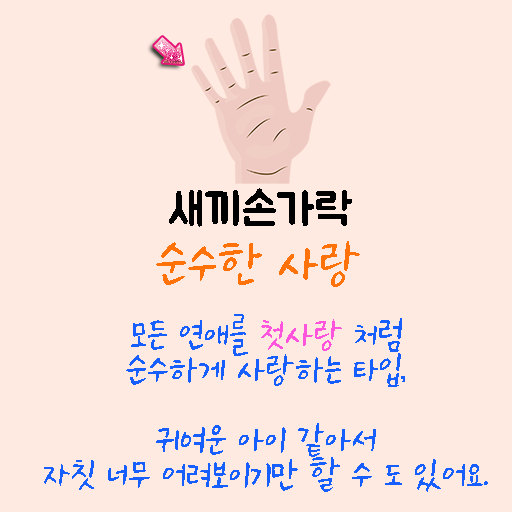 새끼손가락
순수한 사랑
모든 연애를 첫사랑 처럼
순수하게 사랑하는 타입,
귀여운 아이 같아서
자칫 너무 어려보이기만 할 수 도 있어요.